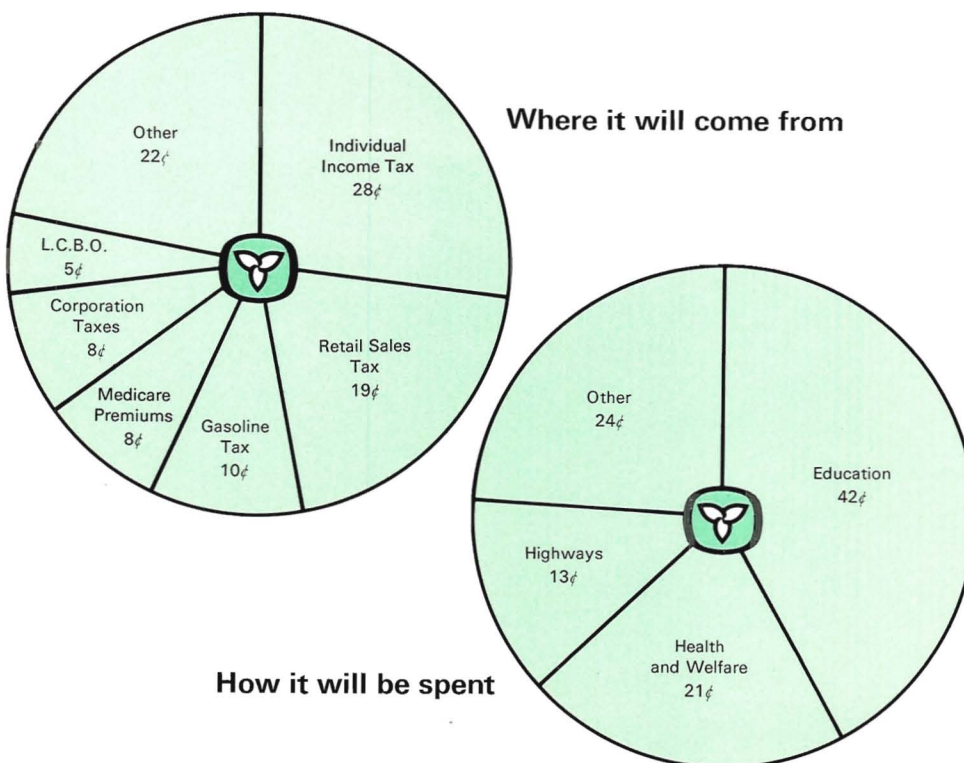 Where it will come from
Other
22¢
Individual
Income Tax
28¢
L.C.B.O.
5¢
Corporation
Taxes
8¢
Medicare
Premiums
8¢
Gasoline
Tax
10¢
Retail Sales
Tax
19¢
How it will be spent
Other
24¢
Education
42¢
Highways
13¢
Health
and Welfare
21¢